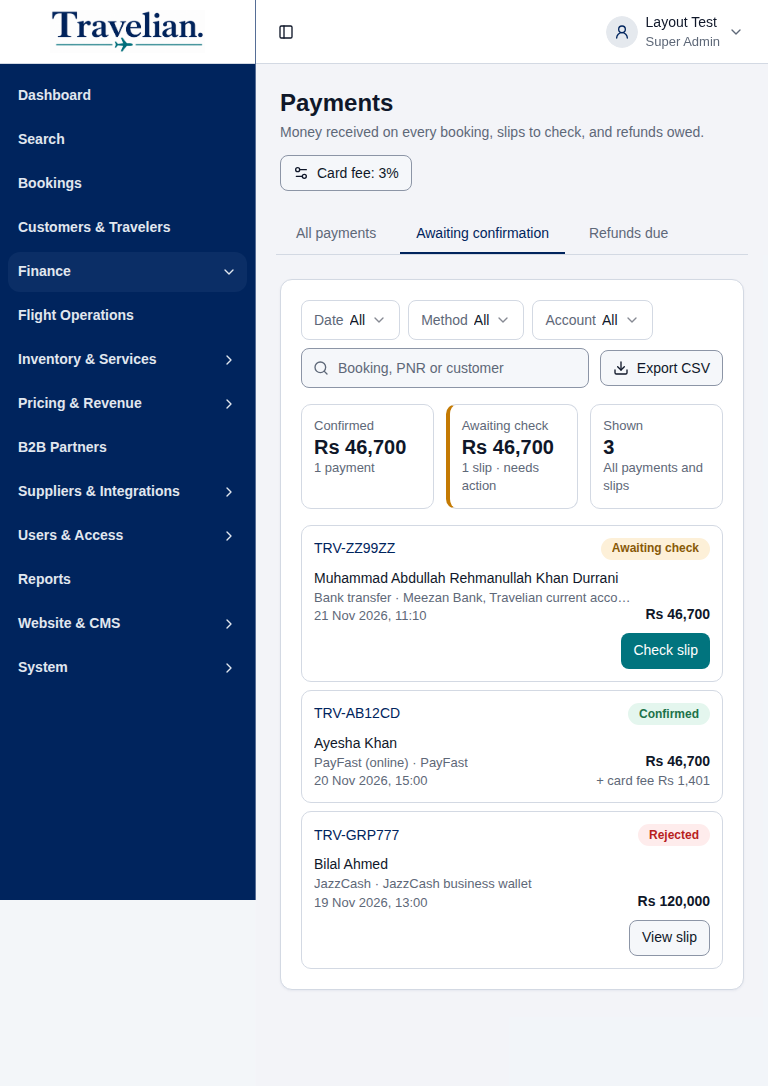 Travelian.
Layout Test
Super Admin
Dashboard
Search
Bookings
Customers & Travelers
Finance
Flight Operations
Inventory & Services
Pricing & Revenue
B2B Partners
Suppliers & Integrations
Users & Access
Reports
Website & CMS
System
Payments
Money received on every booking, slips to check, and refunds owed.
Card fee: 3%
All payments
Awaiting confirmation
Refunds due
Date All
Method All
Account All
Booking, PNR or customer
Export CSV
Confirmed
Rs 46,700
1 payment
Awaiting check
Rs 46,700
1 slip · needs
action
Shown
3
All payments and
slips
TRV-ZZ99ZZ
Awaiting check
Muhammad Abdullah Rehmanullah Khan Durrani
Bank transfer · Meezan Bank, Travelian current acco…
21 Nov 2026, 11:10
Rs 46,700
Check slip
TRV-AB12CD
Confirmed
Ayesha Khan
PayFast (online) · PayFast
20 Nov 2026, 15:00
Rs 46,700
+ card fee Rs 1,401
TRV-GRP777
Rejected
Bilal Ahmed
JazzCash · JazzCash business wallet
19 Nov 2026, 13:00
Rs 120,000
View slip